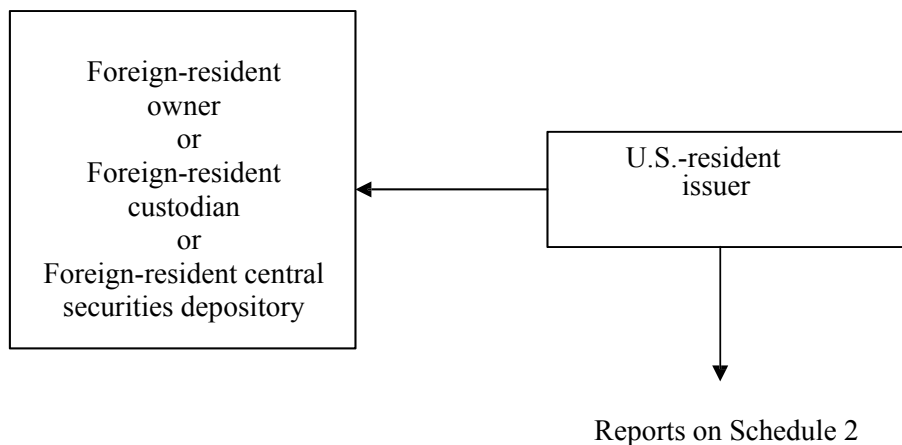 Foreign-resident
owner
or
Foreign-resident
custodian
or
Foreign-resident central
securities depository
U.S.-resident
issuer
Reports on Schedule 2